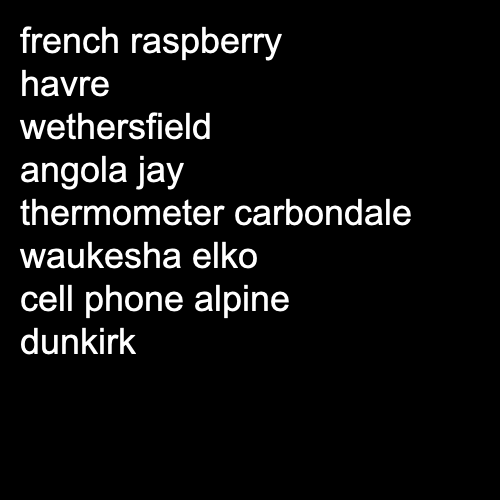 french raspberry
havre
wethersfield
angola jay
thermometer carbondale
waukesha elko
cell phone alpine
dunkirk